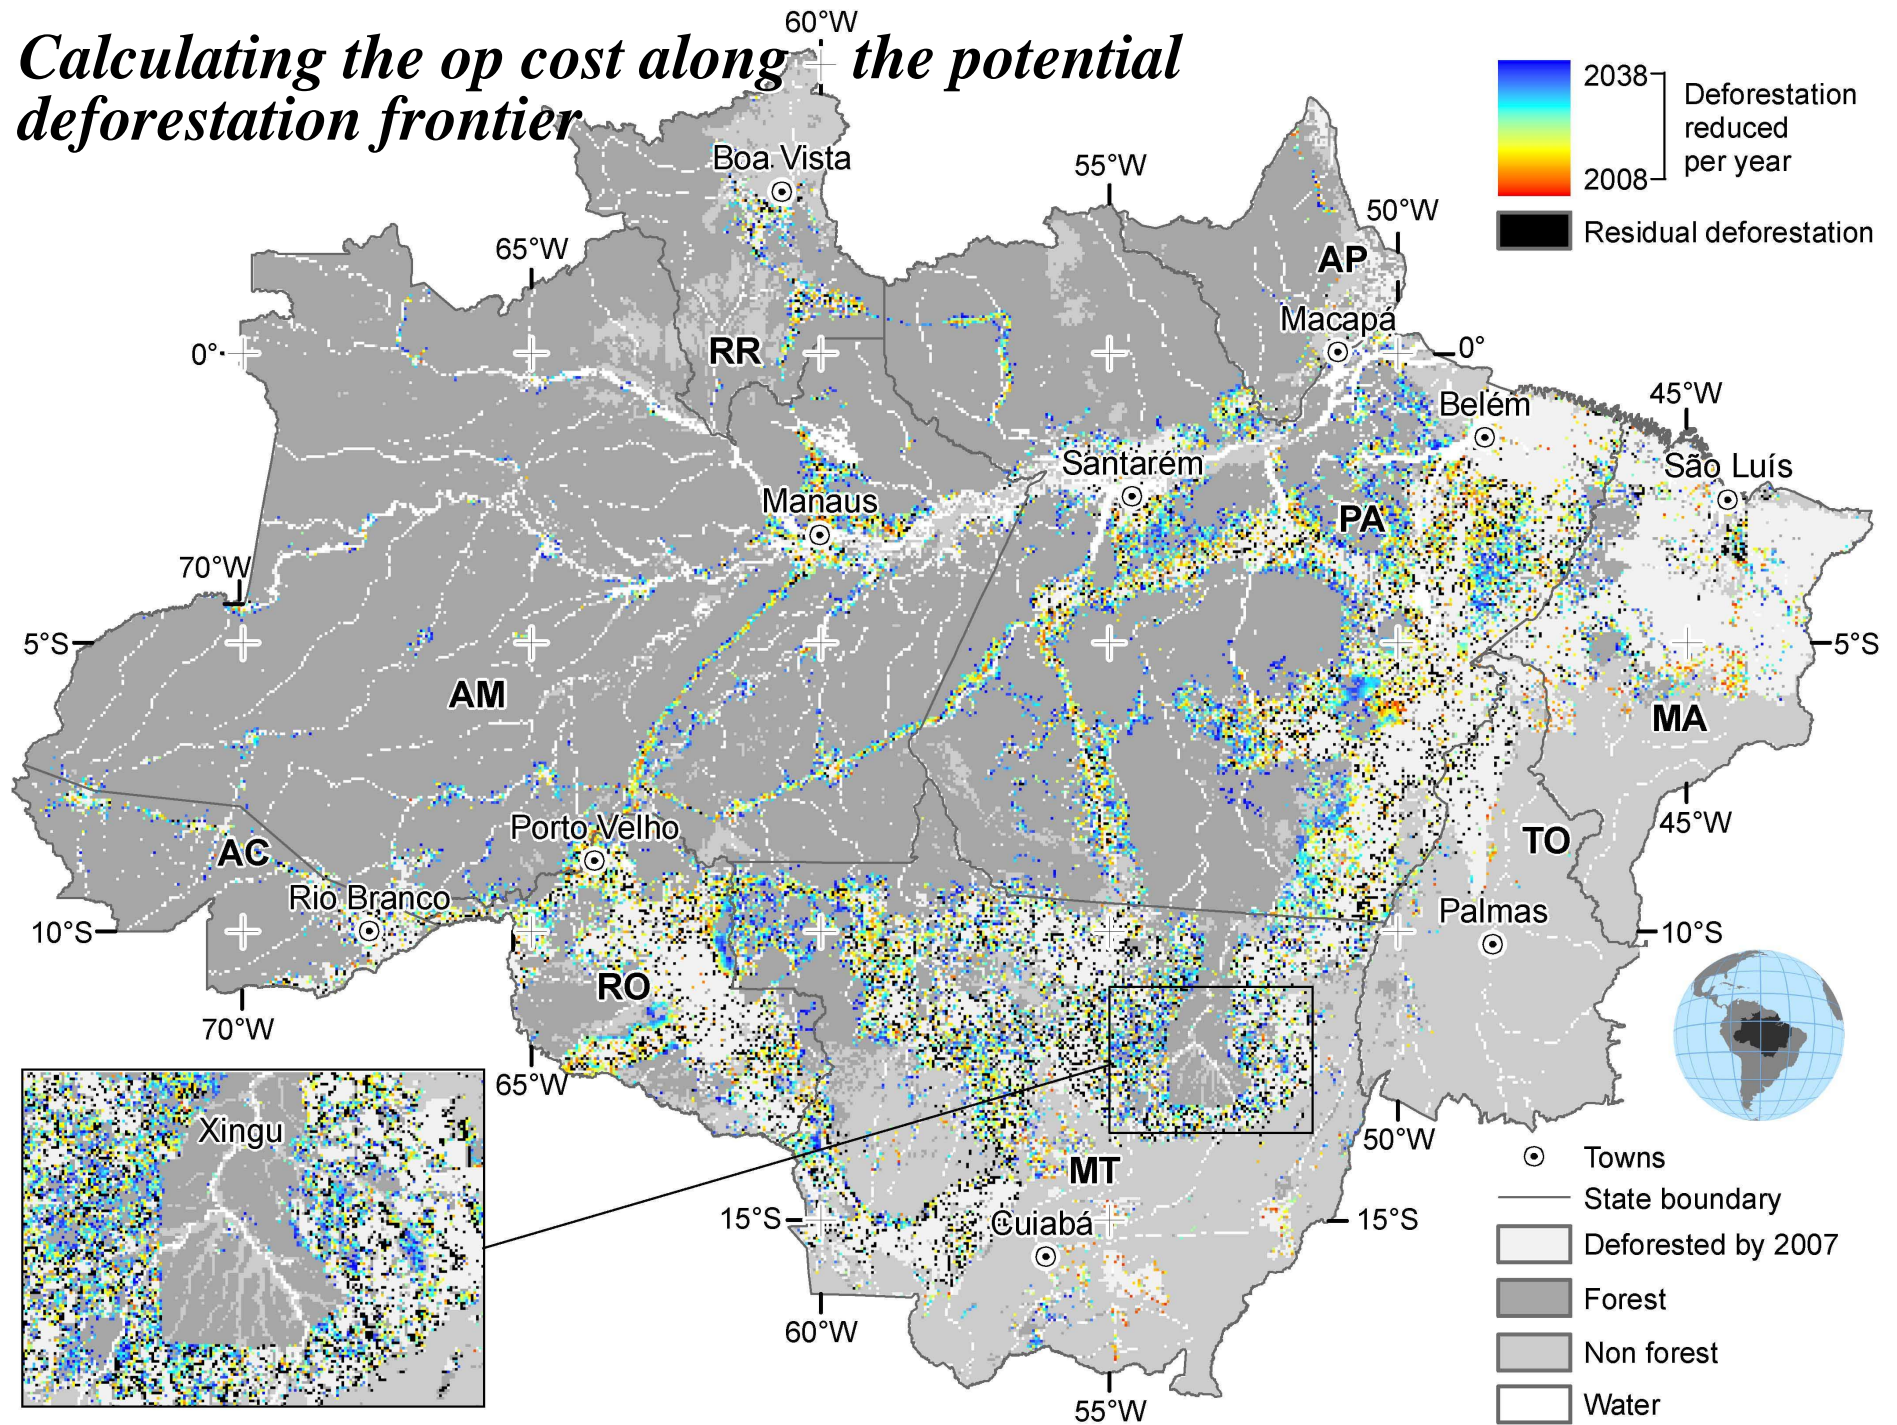 Calculating the op cost along the potential
deforestation frontier
60°W
2038
2008
Deforestation
reduced
per year
Residual deforestation
Boa Vista
55°W
50°W
65°W
AP
Macapá
RR
0°
0°
45°W
Belém
Santarém
São Luís
Manaus
PA
70°W
5°S
5°S
AM
MA
Porto Velho
45°W
TO
AC
Rio Branco
Palmas
10°S
10°S
RO
70°W
65°W
Xingu
50°W
MT
Towns
State boundary
15°S
Cuiabá
15°S
Deforested by 2007
Forest
60°W
Non forest
Water
55°W